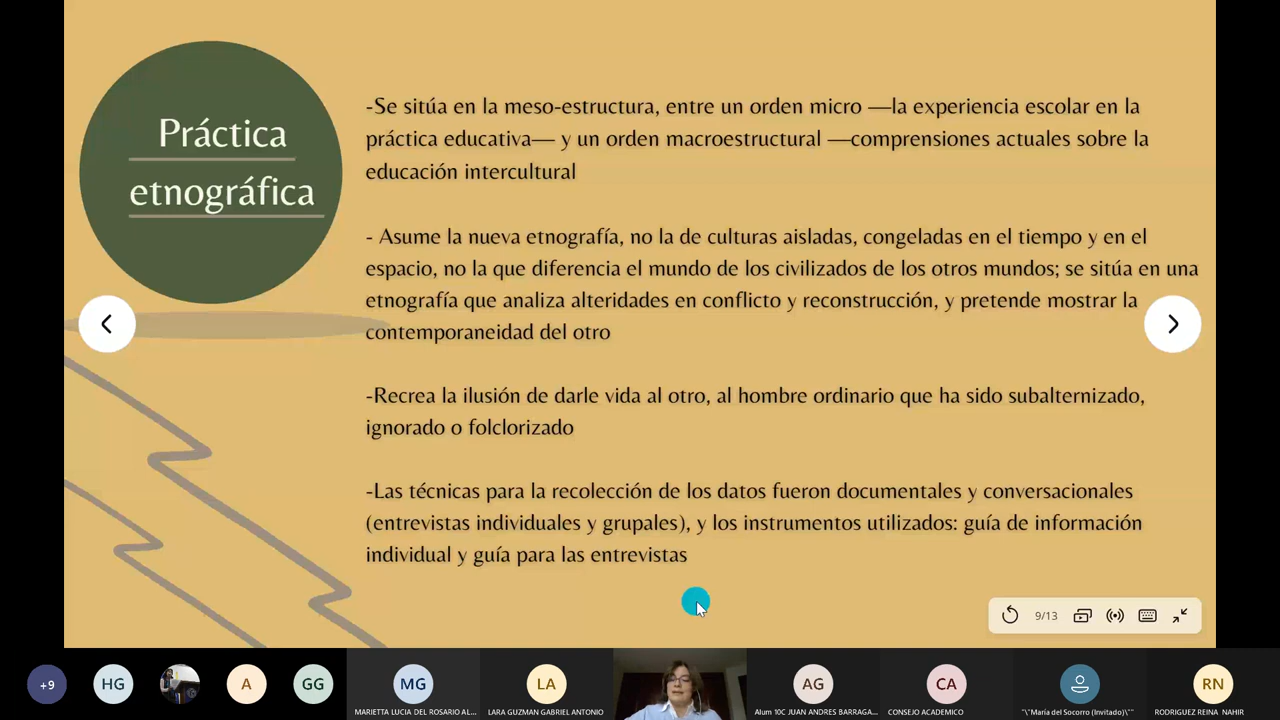 Práctica
etnográfica
-Se sitúa en la meso-estructura, entre un orden micro —la experiencia escolar en la
práctica educativa— y un orden macroestructural —comprensiones actuales sobre la
educación intercultural
- Asume la nueva etnografía, no la de culturas aisladas, congeladas en el tiempo y en el
espacio, no la que diferencia el mundo de los civilizados de los otros mundos; se sitúa en una
etnografía que analiza alteridades en conflicto y reconstrucción, y pretende mostrar la
contemporaneidad del otro
-Recrea la ilusión de darle vida al otro, al hombre ordinario que ha sido subalternizado,
ignorado o folclorizado
-Las técnicas para la recolección de los datos fueron documentales y conversacionales
(entrevistas individuales y grupales), y los instrumentos utilizados: guía de información
individual y guía para las entrevistas
9/13
+9
HG
A
GG
MG
LA
AG
CA
RN
MARIETTA LUCIA DEL ROSARIO AL...
LARA GUZMAN GABRIEL ANTONIO
Alum 10C JUAN ANDRES BARRAGA...
CONSEJO ACADEMICO
"\"María del Socorro (Invitado)\""
RODRIGUEZ REINA NAHIR